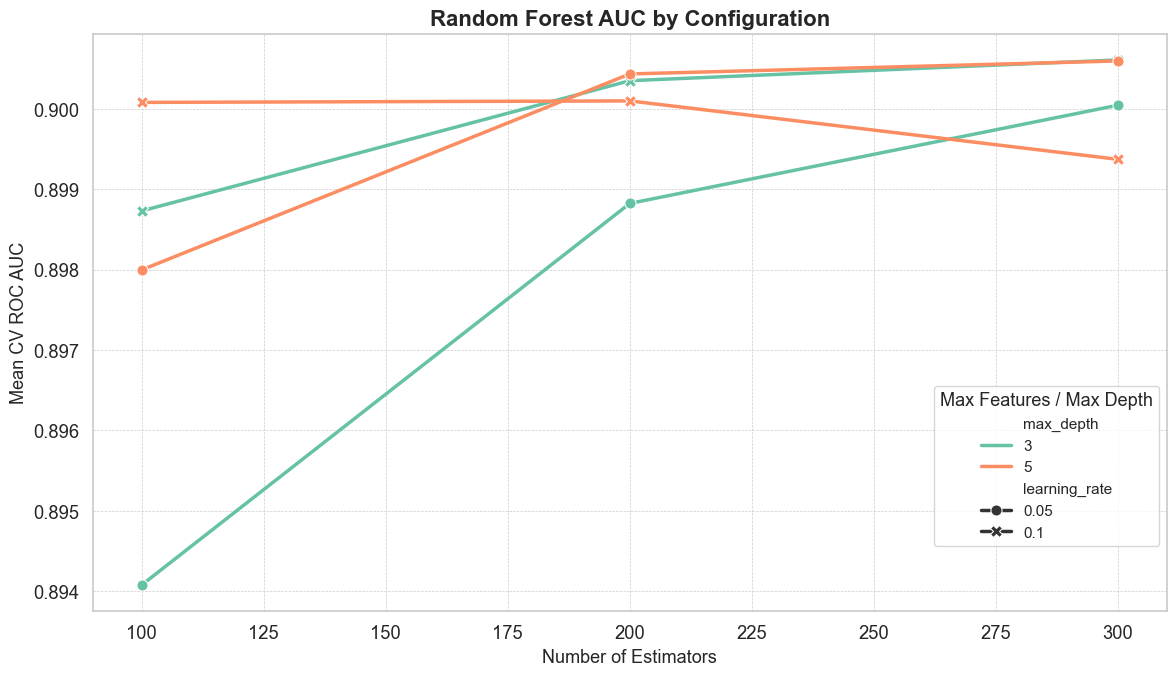 Random Forest AUC by Configuration
Mean CV ROC AUC
0.900
0.899
0.898
0.897
0.896
0.895
0.894
Max Features / Max Depth
max_depth
3
5
learning_rate
0.05
0.1
100 125 150 175 200 225 250 275 300
Number of Estimators